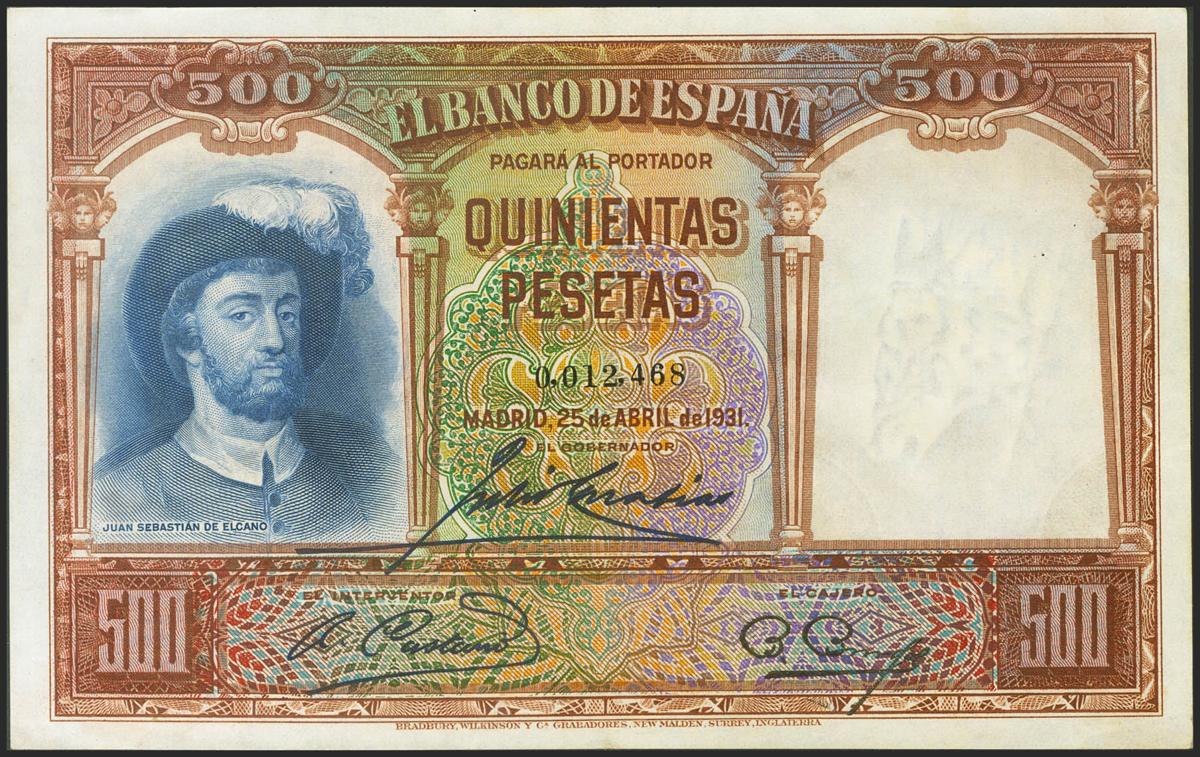 500
500
EL BANCO DE ESPAÑA
PAGARÁ AL PORTADOR
QUINIENTAS
PESETAS
0,012,468
MADRID, 25 de ABRIL de 1931.
EL GOBERNADOR
JUAN SEBASTIÁN DE ELCANO
EL INTERVENTOR
EL CAJERO
500
500
BRADBURY, WILKINSON Y Cª GRABADORES, NEW MALDEN, SURREY, INGLATERRA